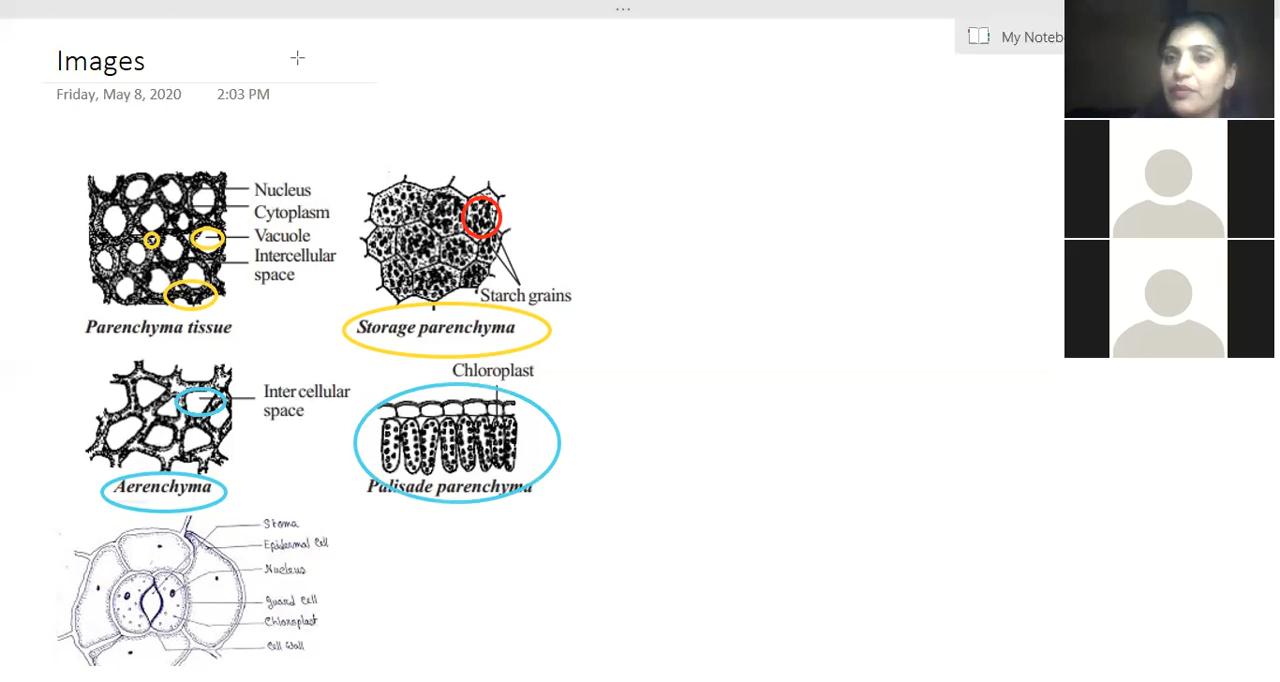 ...
My Noteb
Images
Friday, May 8, 2020 2:03 PM
Nucleus
Cytoplasm
Vacuole
Intercellular
space
Parenchyma tissue
Starch grains
Storage parenchyma
Inter cellular
space
Aerenchyma
Chloroplast
Palisade parenchyma
Stoma
Epidermal Cell
Nucleus
Guard Cell
Chloroplast
Cell Wall